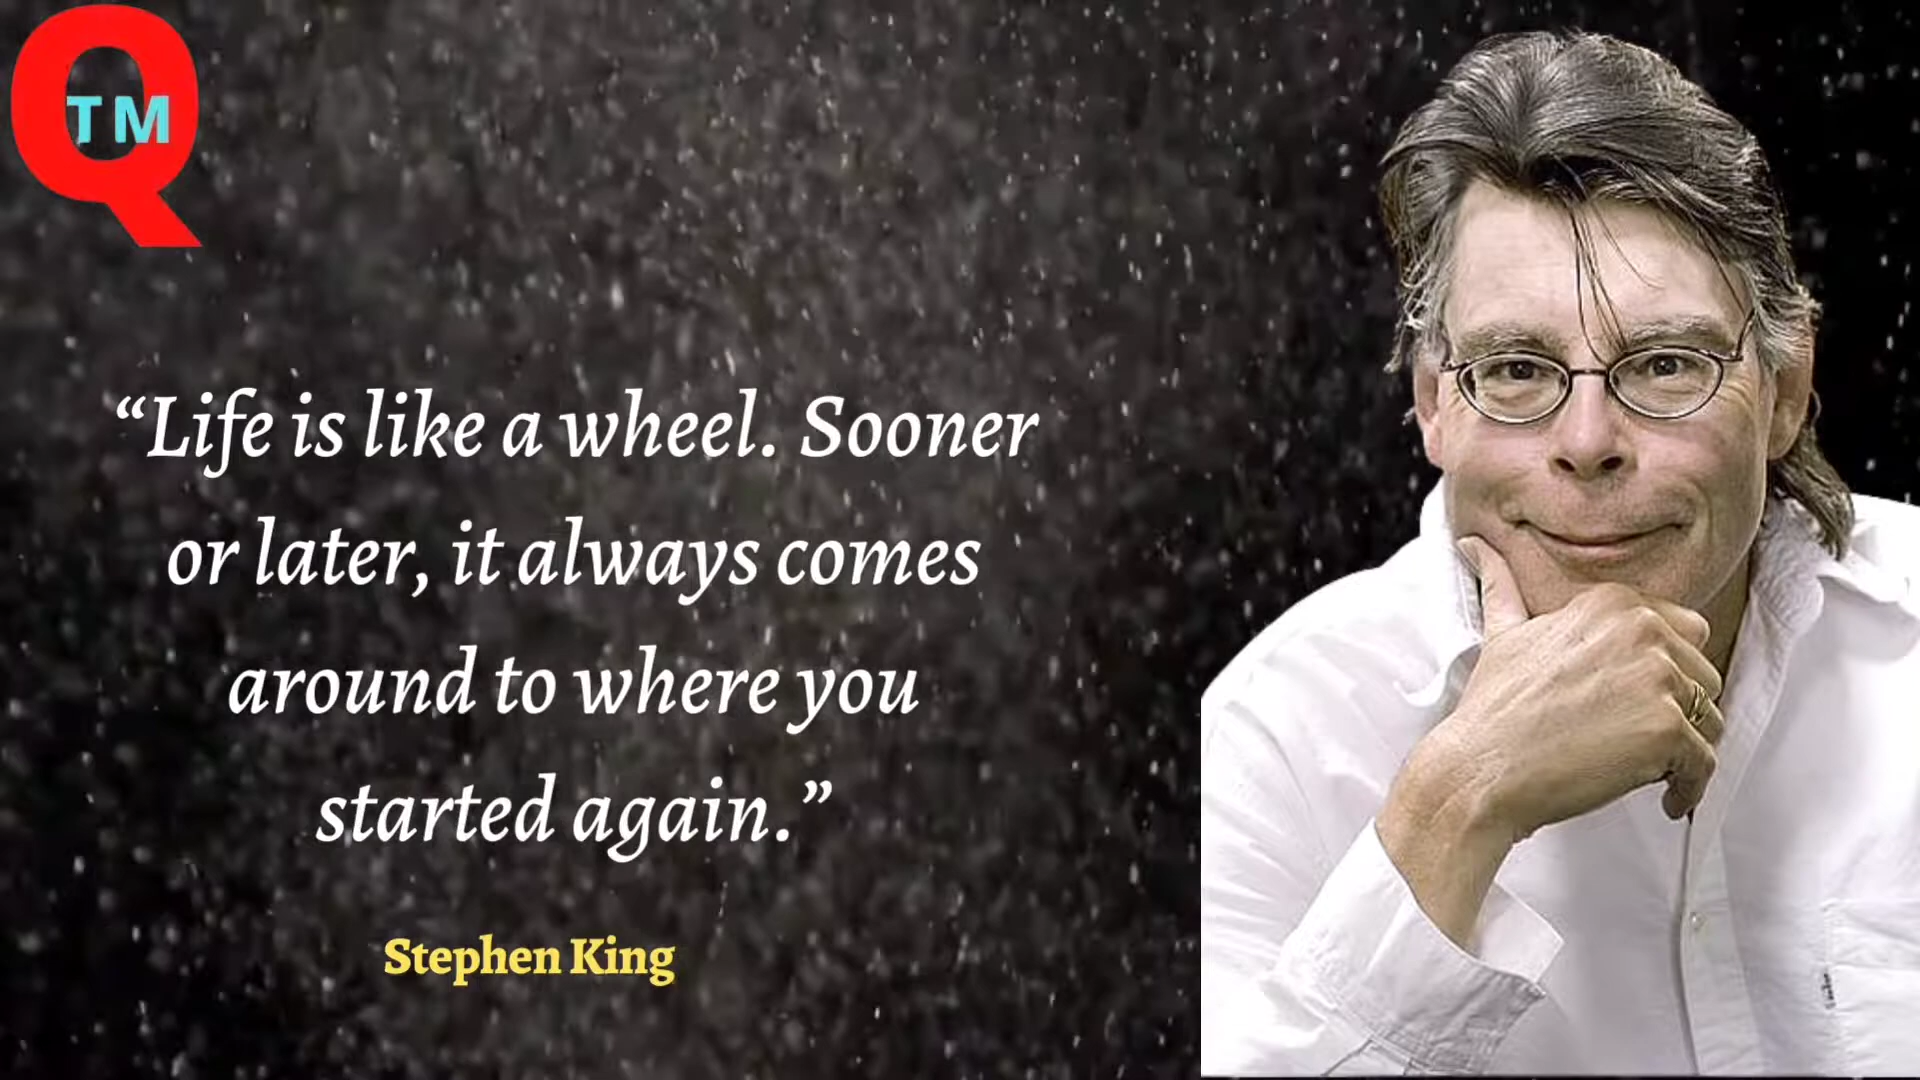 Q
TM
“Life is like a wheel. Sooner
or later, it always comes
around to where you
started again.”
Stephen King